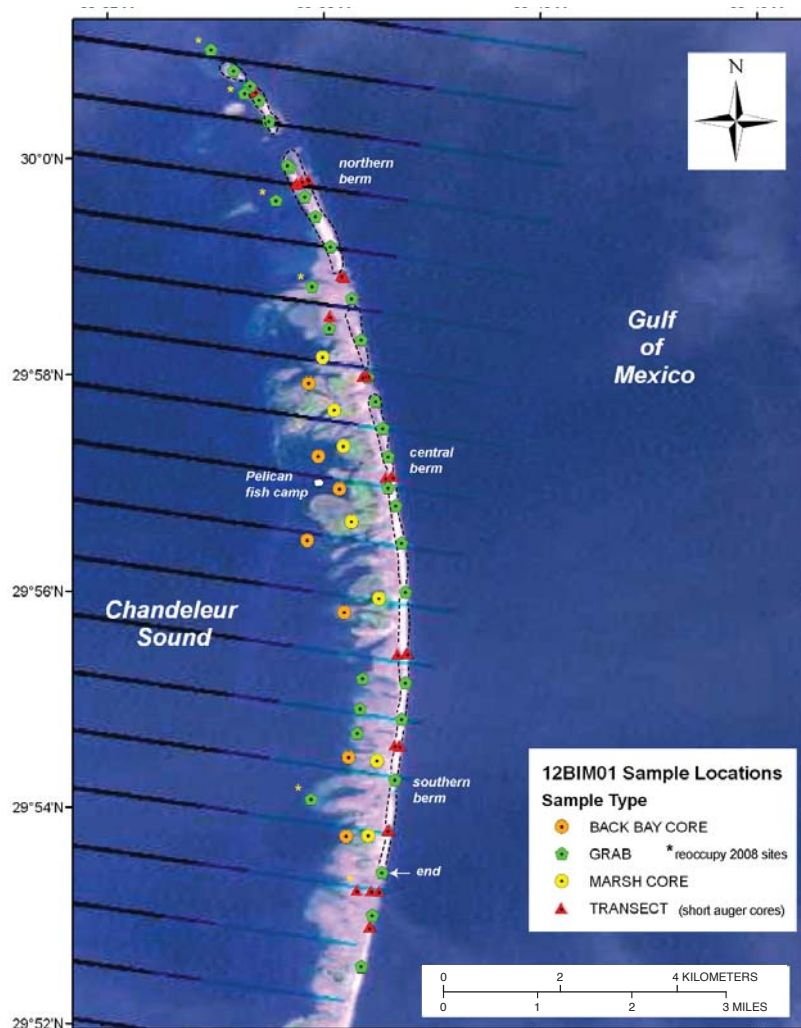 N
30°0'N
northern
berm
Gulf
of
Mexico
29°58'N
central
berm
Pelican
fish camp
29°56'N
Chandeleur
Sound
12BIM01 Sample Locations
Sample Type
BACK BAY CORE
GRAB * reoccupy 2008 sites
MARSH CORE
TRANSECT (short auger cores)
southern
berm
29°54'N
end
0 2 4 KILOMETERS
0 1 2 3 MILES
29°52'N